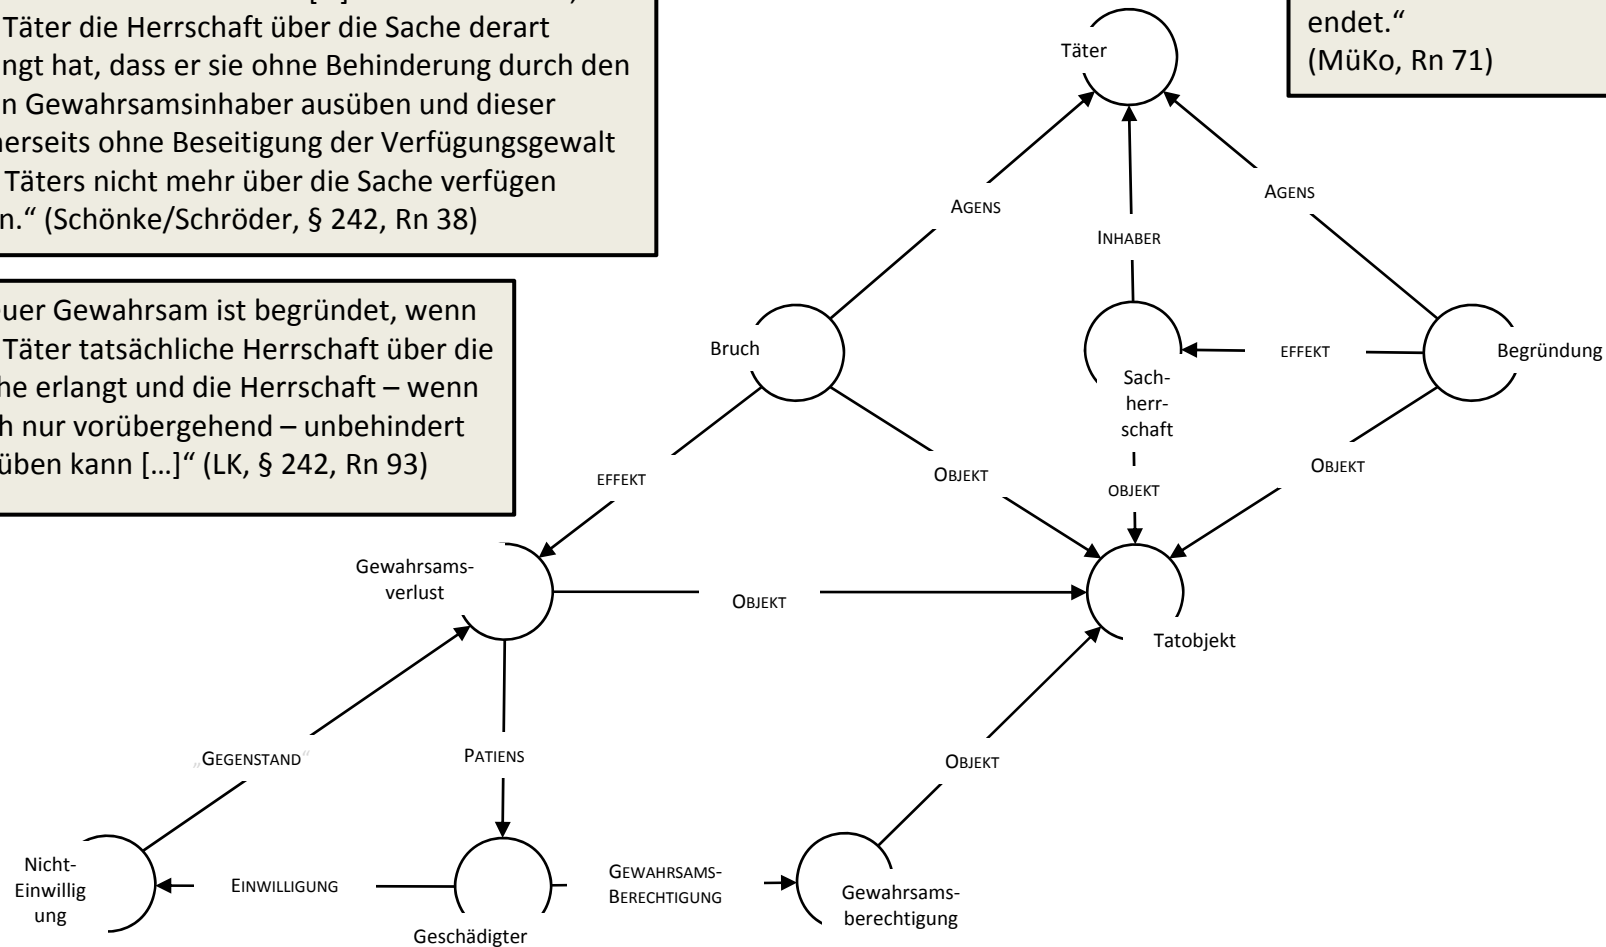 Täter die Herrschaft über die Sache derart
ngt hat, dass er sie ohne Behinderung durch den
n Gewahrsamsinhaber ausüben und dieser
erseits ohne Beseitigung der Verfügungsgewalt
Täters nicht mehr über die Sache verfügen
n.“ (Schönke/Schröder, § 242, Rn 38)
euer Gewahrsam ist begründet, wenn
Täter tatsächliche Herrschaft über die
he erlangt und die Herrschaft – wenn
h nur vorübergehend – unbehindert
üben kann […]“ (LK, § 242, Rn 93)
endet.“
(MüKo, Rn 71)
Täter
AGENS
AGENS
INHABER
Bruch
EFFEKT
Begründung
Sach-
herr-
schaft
EFFEKT
OBJEKT
OBJEKT
OBJEKT
Gewahrsams-
verlust
OBJEKT
Tatobjekt
„GEGENSTAND“
PATIENS
OBJEKT
Nicht-
Einwillig
ung
EINWILLIGUNG
Geschädigter
GEWAHRSAMS-
BERECHTIGUNG
Gewahrsams-
berechtigung